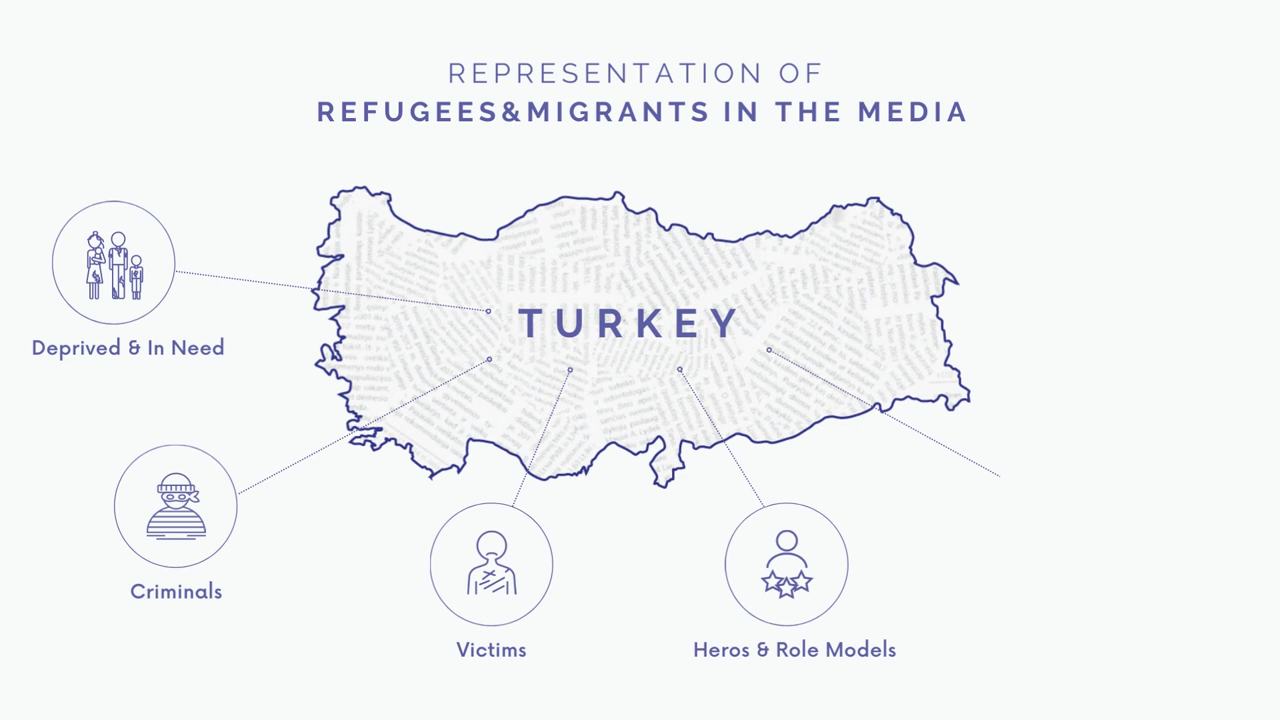 REPRESENTATION OF
REFUGEES&MIGRANTS IN THE MEDIA
TURKEY
Deprived & In Need
Criminals
Victims
Heros & Role Models